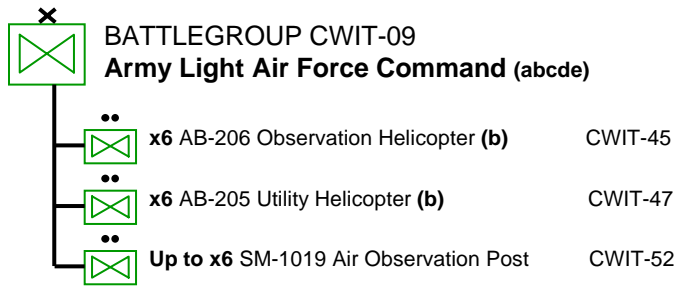 BATTLEGROUP CWIT-09
Army Light Air Force Command (abcde)
x6 AB-206 Observation Helicopter (b) CWIT-45
x6 AB-205 Utility Helicopter (b) CWIT-47
Up to x6 SM-1019 Air Observation Post CWIT-52